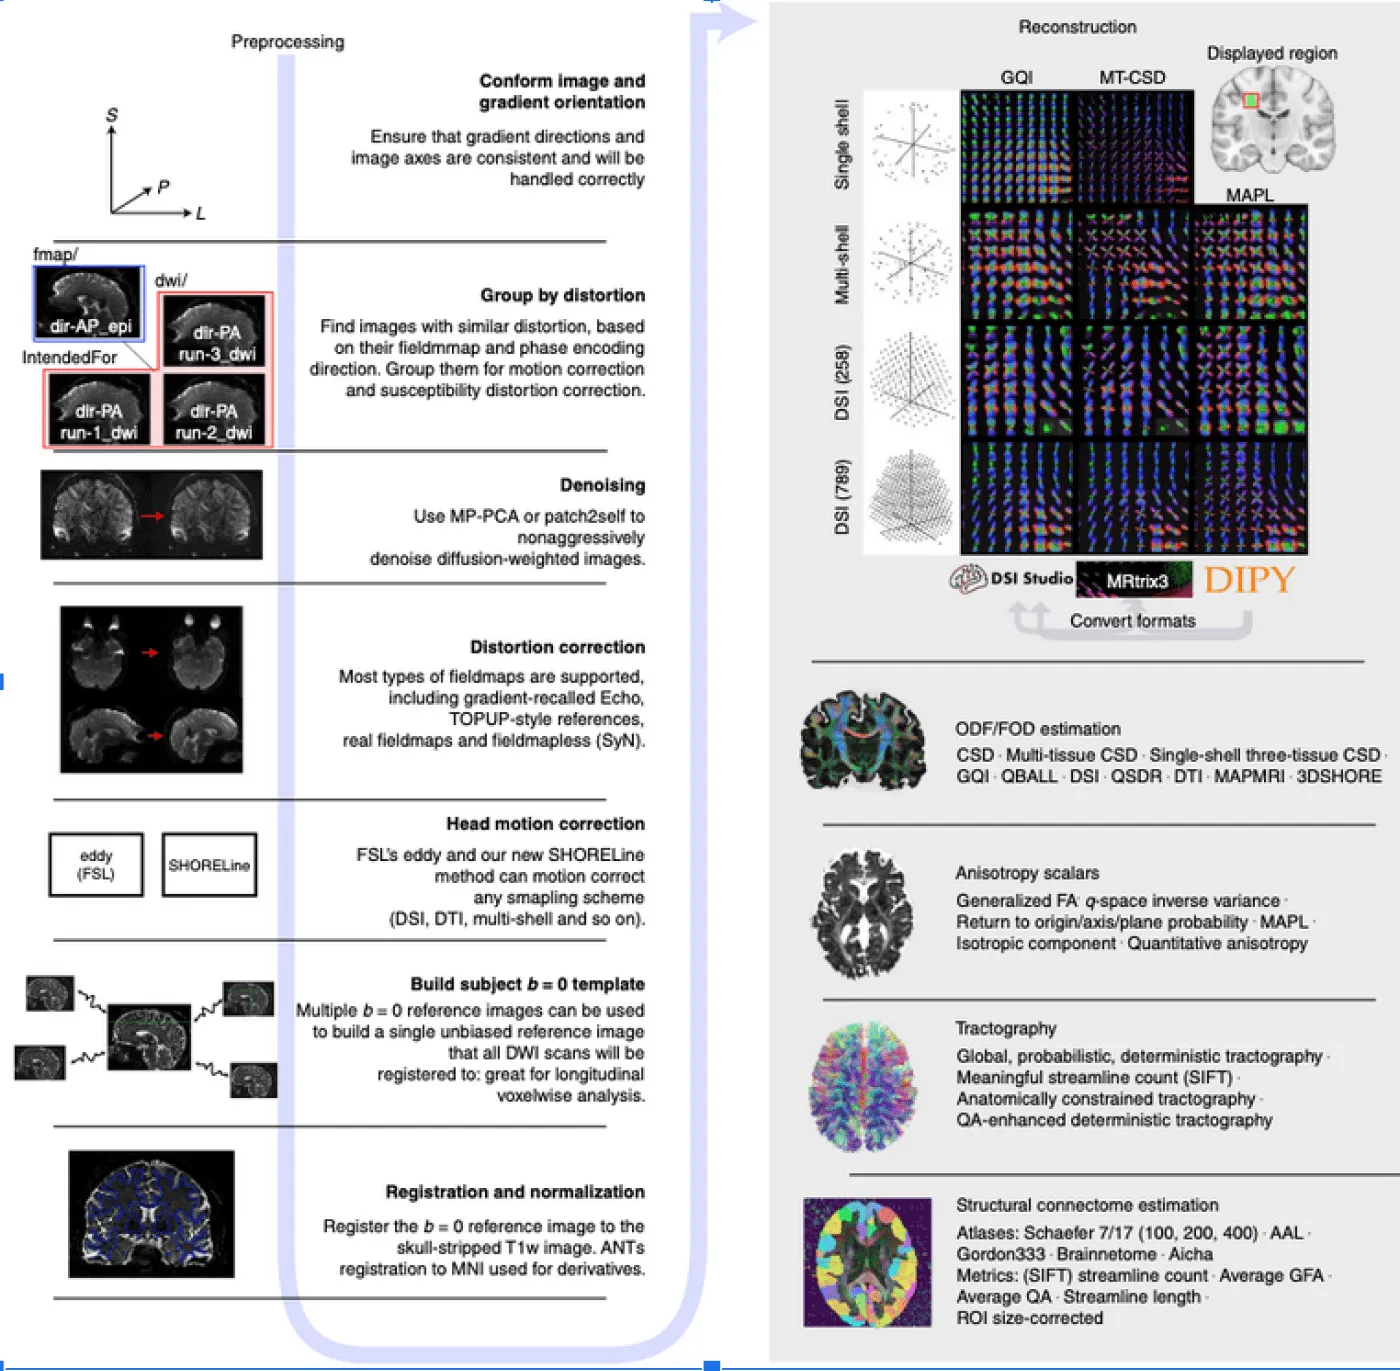 Preprocessing
Conform image and
gradient orientation
Ensure that gradient directions and
image axes are consistent and will be
handled correctly
S
P
L
fmap/
dir-AP_epi
dwi/
dir-PA
run-3_dwi
IntendedFor
dir-PA
run-1_dwi
dir-PA
run-2_dwi
Group by distortion
Find images with similar distortion, based
on their fieldmmap and phase encoding
direction. Group them for motion correction
and susceptibility distortion correction.
Denoising
Use MP-PCA or patch2self to
nonaggressively
denoise diffusion-weighted images.
Distortion correction
Most types of fieldmaps are supported,
including gradient-recalled Echo,
TOPUP-style references,
real fieldmaps and fieldmapless (SyN).
eddy
(FSL)
SHORELine
Head motion correction
FSL's eddy and our new SHORELine
method can motion correct
any smapling scheme
(DSI, DTI, multi-shell and so on).
Build subject b = 0 template
Multiple b = 0 reference images can be used
to build a single unbiased reference image
that all DWI scans will be
registered to: great for longitudinal
voxelwise analysis.
Registration and normalization
Register the b = 0 reference image to the
skull-stripped T1w image. ANTs
registration to MNI used for derivatives.
Reconstruction
Displayed region
GQI
MT-CSD
MAPL
Single shell
Multi-shell
DSI (258)
DSI (789)
DSI Studio
MRtrix3
DIPY
Convert formats
ODF/FOD estimation
CSD · Multi-tissue CSD · Single-shell three-tissue CSD ·
GQI · QBALL · DSI · QSDR · DTI · MAPMRI · 3DSHORE
Anisotropy scalars
Generalized FA · q-space inverse variance ·
Return to origin/axis/plane probability · MAPL ·
Isotropic component · Quantitative anisotropy
Tractography
Global, probabilistic, deterministic tractography ·
Meaningful streamline count (SIFT) ·
Anatomically constrained tractography ·
QA-enhanced deterministic tractography
Structural connectome estimation
Atlases: Schaefer 7/17 (100, 200, 400) · AAL ·
Gordon333 · Brainnetome · Aicha
Metrics: (SIFT) streamline count · Average GFA ·
Average QA · Streamline length ·
ROI size-corrected